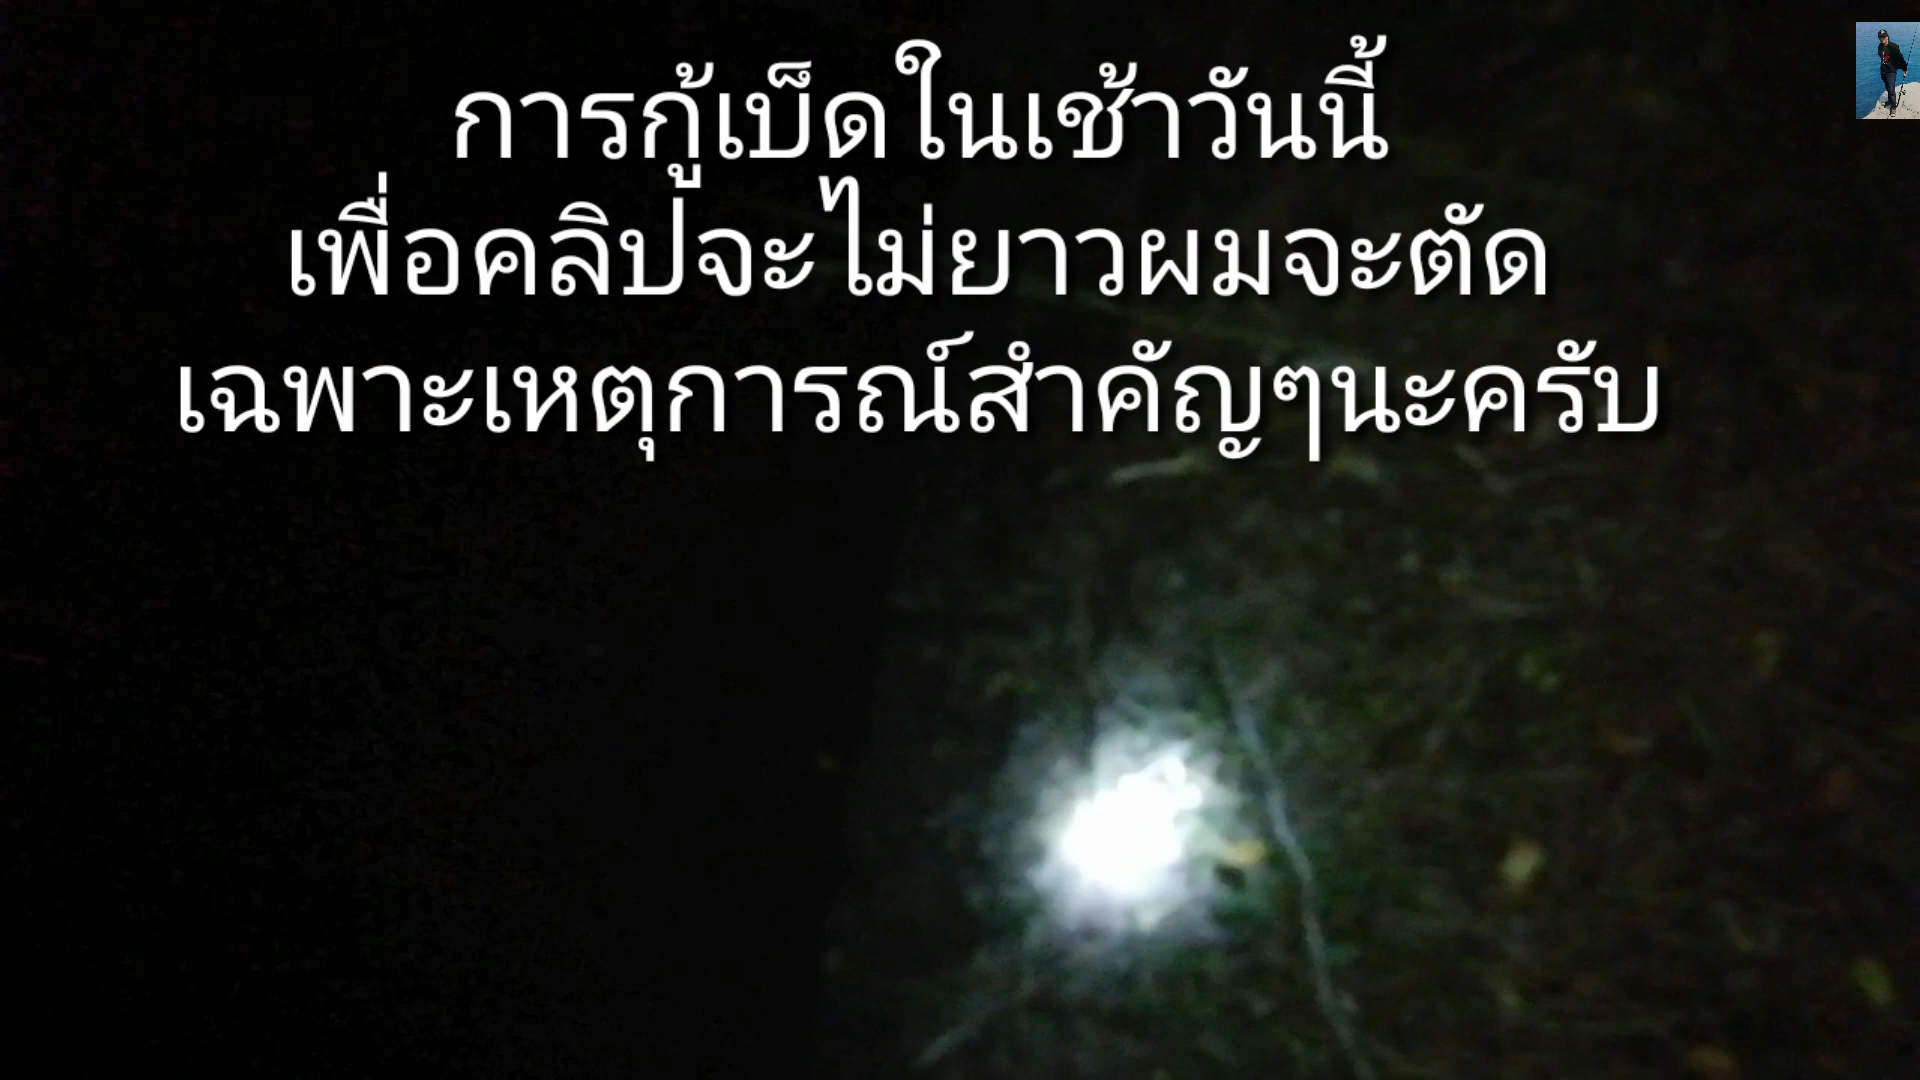 การกู้เบ็ดในเช้าวันนี้
เพื่อคลิปจะไม่ยาวผมจะตัด
เฉพาะเหตุการณ์สำคัญๆนะครับ